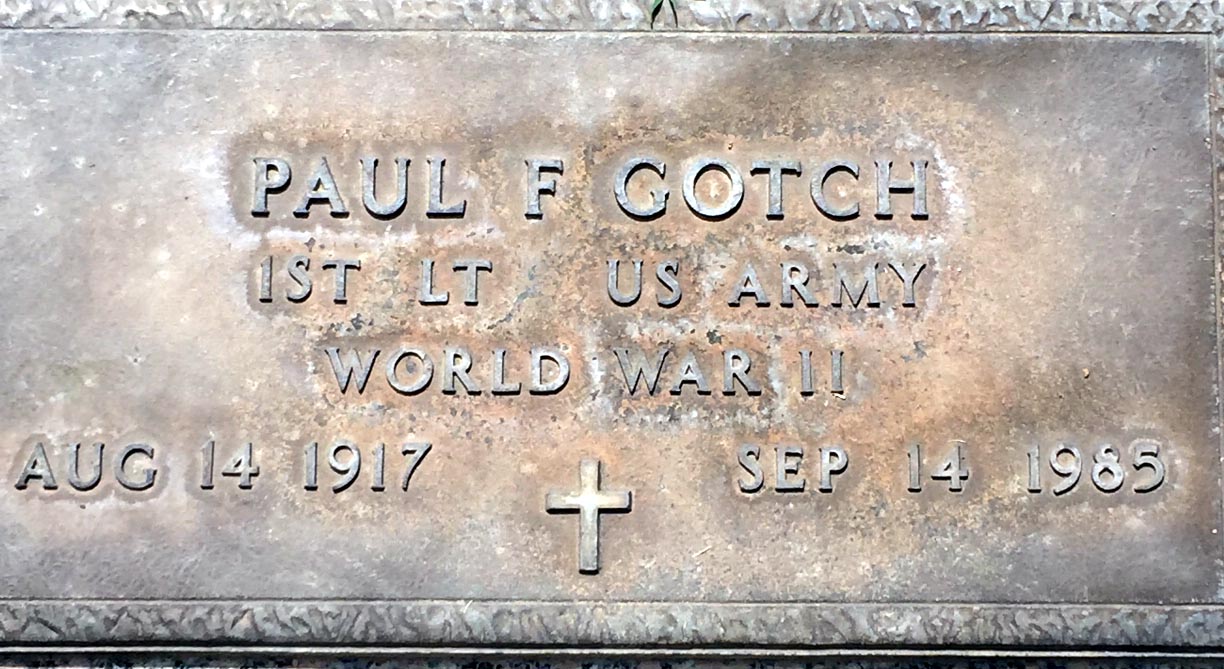 PAUL F GOTCH
1ST LT US ARMY
WORLD WAR II
AUG 14 1917 SEP 14 1985